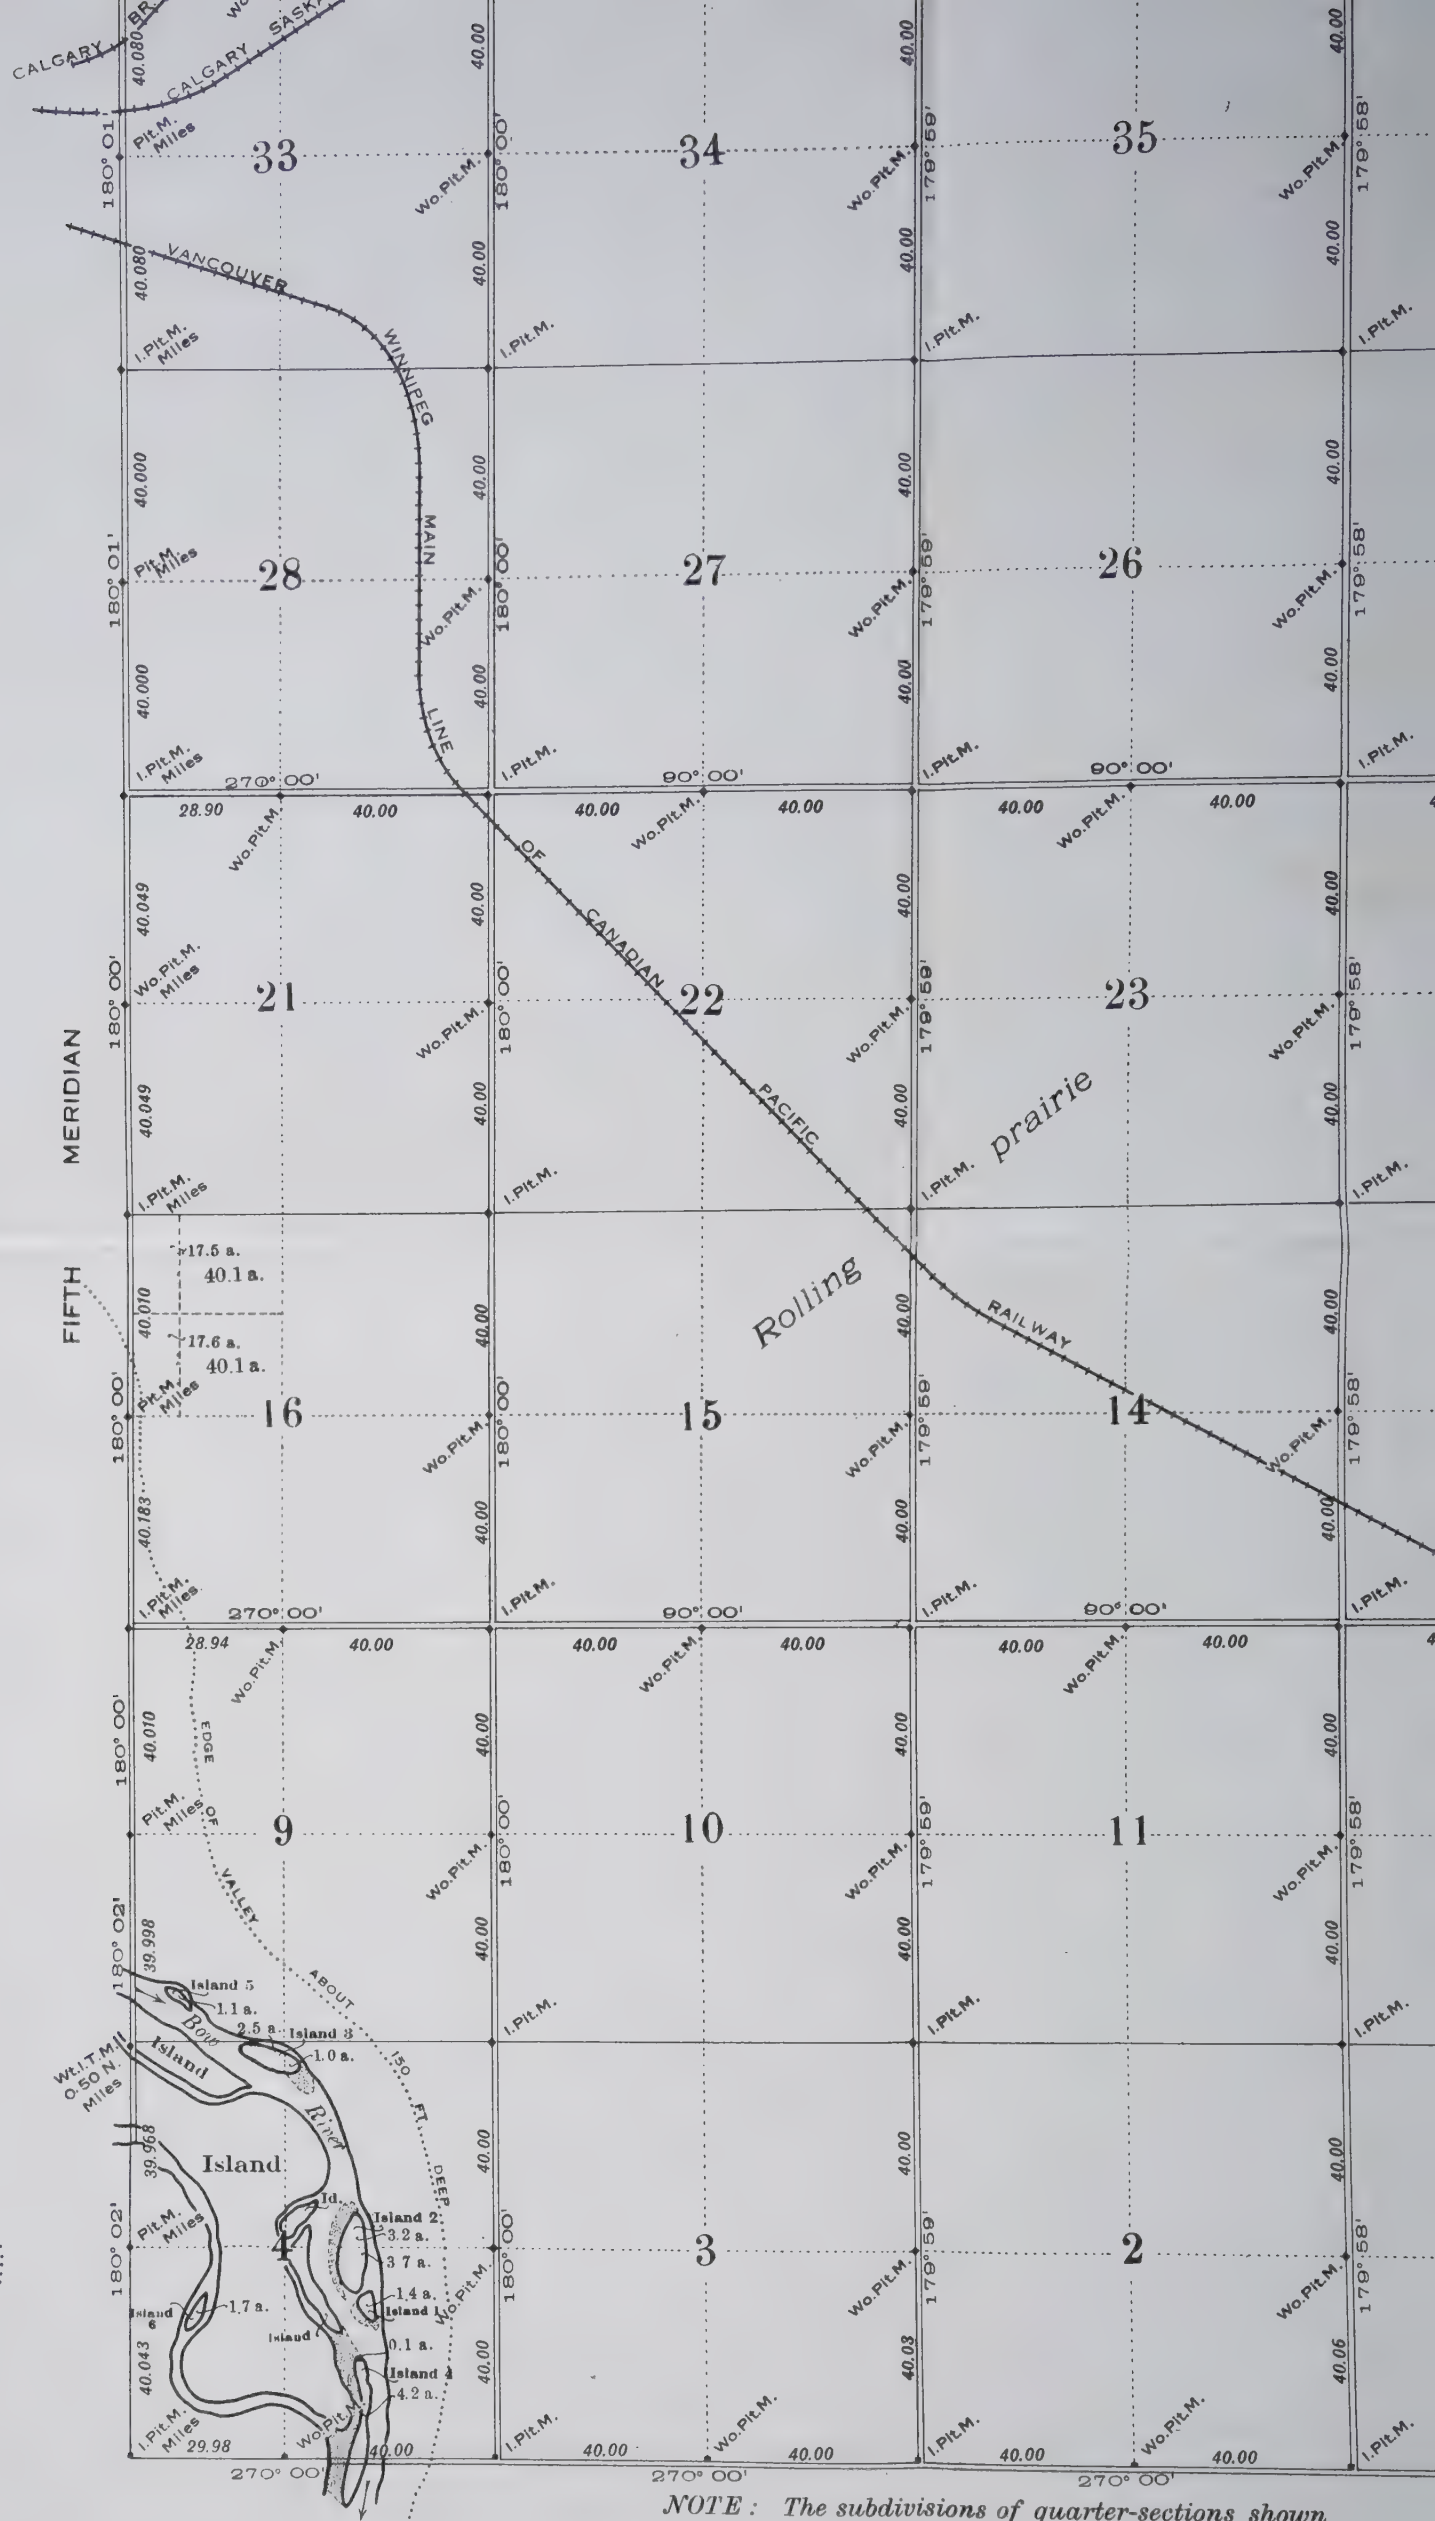 CALGARY
BR
Wo
CALGARY SASKA
40.080
40.00
40.00
40.00
180° 01'
Pit.M.
Miles
33
Wo.Pit.M.
180° 00'
34
Wo.Pit.M.
179° 59'
35
Wo.Pit.M.
179° 58'
40.080
VANCOUVER
40.00
40.00
40.00
I.Pit.M.
Miles
WINNIPEG
I.Pit.M.
I.Pit.M.
I.Pit.M.
40.000
40.00
40.00
40.00
MAIN
180° 01'
Pit.M.
Miles
28
Wo.Pit.M.
180° 00'
27
Wo.Pit.M.
179° 59'
26
Wo.Pit.M.
179° 58'
40.000
40.00
40.00
40.00
LINE
I.Pit.M.
Miles
270° 00'
I.Pit.M.
90° 00'
I.Pit.M.
90° 00'
I.Pit.M.
28.90
Wo.Pit.M.
40.00
40.00
Wo.Pit.M.
40.00
40.00
Wo.Pit.M.
40.00
OF
40.049
40.00
40.00
40.00
CANADIAN
180° 00'
Wo.Pit.M.
Miles
21
Wo.Pit.M.
180° 00'
22
Wo.Pit.M.
179° 59'
23
Wo.Pit.M.
179° 58'
FIFTH MERIDIAN
40.049
40.00
PACIFIC
40.00
40.00
Rolling prairie
I.Pit.M.
Miles
I.Pit.M.
I.Pit.M.
I.Pit.M.
17.5 a.
40.1 a.
40.010
40.00
40.00
RAILWAY
40.00
17.6 a.
40.1 a.
180° 00'
Pit.M.
Miles
16
Wo.Pit.M.
180° 00'
15
Wo.Pit.M.
179° 59'
14
Wo.Pit.M.
179° 58'
40.183
40.00
40.00
40.00
I.Pit.M.
Miles
270° 00'
I.Pit.M.
90° 00'
I.Pit.M.
90° 00'
I.Pit.M.
28.94
Wo.Pit.M.
40.00
40.00
Wo.Pit.M.
40.00
40.00
Wo.Pit.M.
40.00
180° 00'
40.010
EDGE OF VALLEY ABOUT 150 FT. DEEP
40.00
40.00
40.00
Pit.M.
Miles
9
Wo.Pit.M.
180° 00'
10
Wo.Pit.M.
179° 59'
11
Wo.Pit.M.
179° 58'
180° 02'
39.998
40.00
40.00
40.00
Island 5
1.1 a.
Bow River
2.5 a.
Island 3
1.0 a.
Island
I.Pit.M.
I.Pit.M.
I.Pit.M.
Wt.I.T.M.
0.50 N.
Miles
39.968
Island
40.00
40.00
40.00
Id.
Island 2
3.2 a.
3 7 a.
180° 02'
Pit.M.
Miles
4
Wo.Pit.M.
180° 00'
3
Wo.Pit.M.
179° 59'
2
Wo.Pit.M.
179° 58'
1.4 a.
Island 1
Island
6
1.7 a.
Island
0.1 a.
Island 4
4.2 a.
40.043
40.00
40.03
40.06
I.Pit.M.
Miles
Wo.Pit.M.
I.Pit.M.
Wo.Pit.M.
I.Pit.M.
Wo.Pit.M.
I.Pit.M.
29.98
40.00
40.00
40.00
40.00
40.00
270° 00'
270° 00'
270° 00'
NOTE: The subdivisions of quarter-sections shown